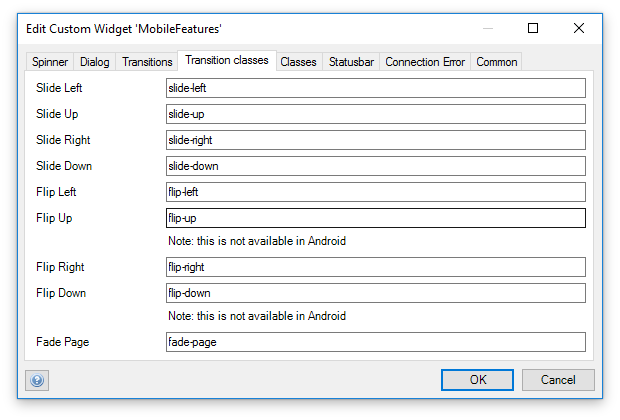 Edit Custom Widget 'MobileFeatures'
Spinner Dialog Transitions Transition classes Classes Statusbar Connection Error Common
Slide Left slide-left
Slide Up slide-up
Slide Right slide-right
Slide Down slide-down
Flip Left flip-left
Flip Up flip-up
Note: this is not available in Android
Flip Right flip-right
Flip Down flip-down
Note: this is not available in Android
Fade Page fade-page
? OK Cancel